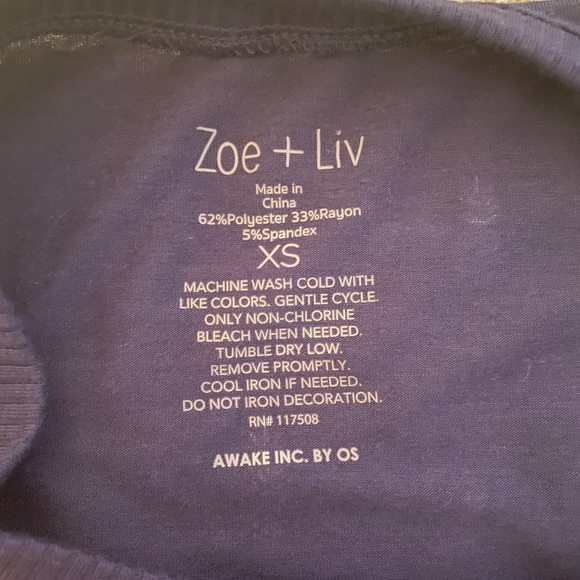 Zoe + Liv
Made in
China
62%Polyester 33%Rayon
5%Spandex
XS
MACHINE WASH COLD WITH
LIKE COLORS. GENTLE CYCLE.
ONLY NON-CHLORINE
BLEACH WHEN NEEDED.
TUMBLE DRY LOW.
REMOVE PROMPTLY.
COOL IRON IF NEEDED.
DO NOT IRON DECORATION.
RN# 117508
AWAKE INC. BY OS